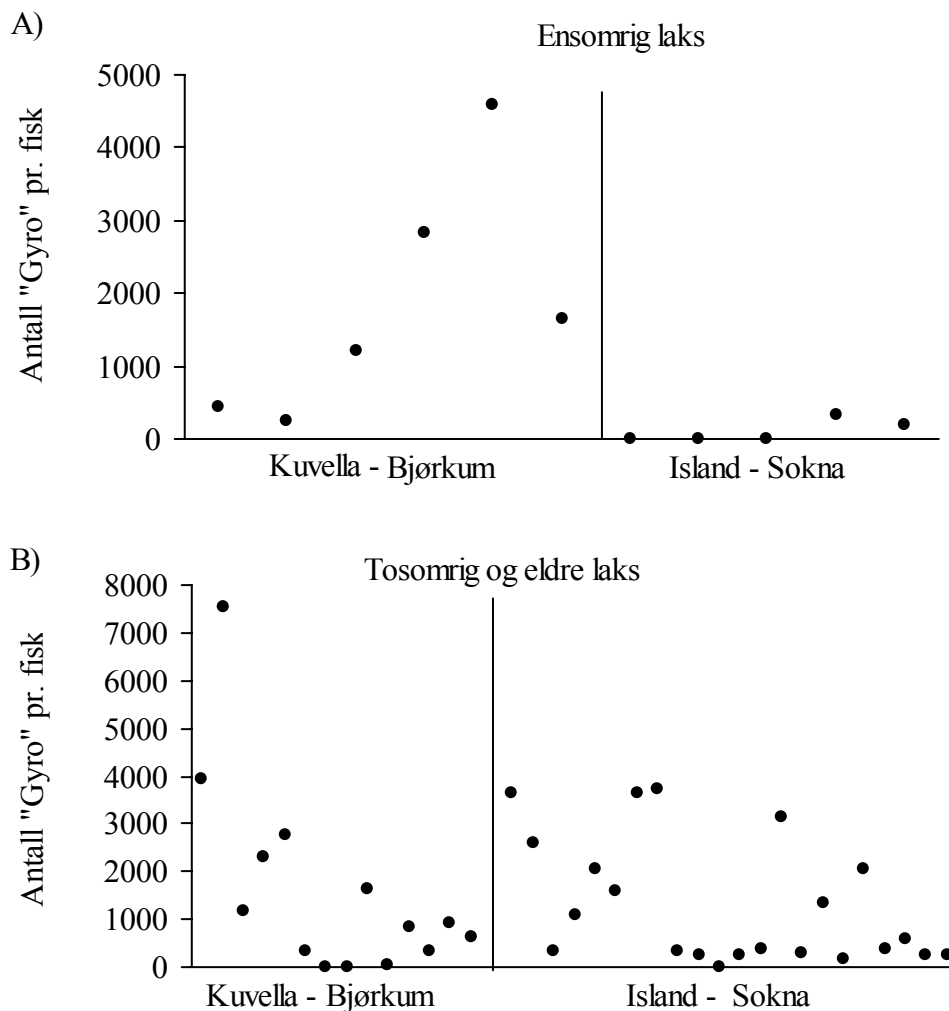 A)
Ensomrig laks
Antall "Gyro" pr. fisk
5000
4000
3000
2000
1000
0
Kuvella - Bjørkum
Island - Sokna
B)
Tosomrig og eldre laks
Antall "Gyro" pr. fisk
8000
7000
6000
5000
4000
3000
2000
1000
0
Kuvella - Bjørkum
Island - Sokna